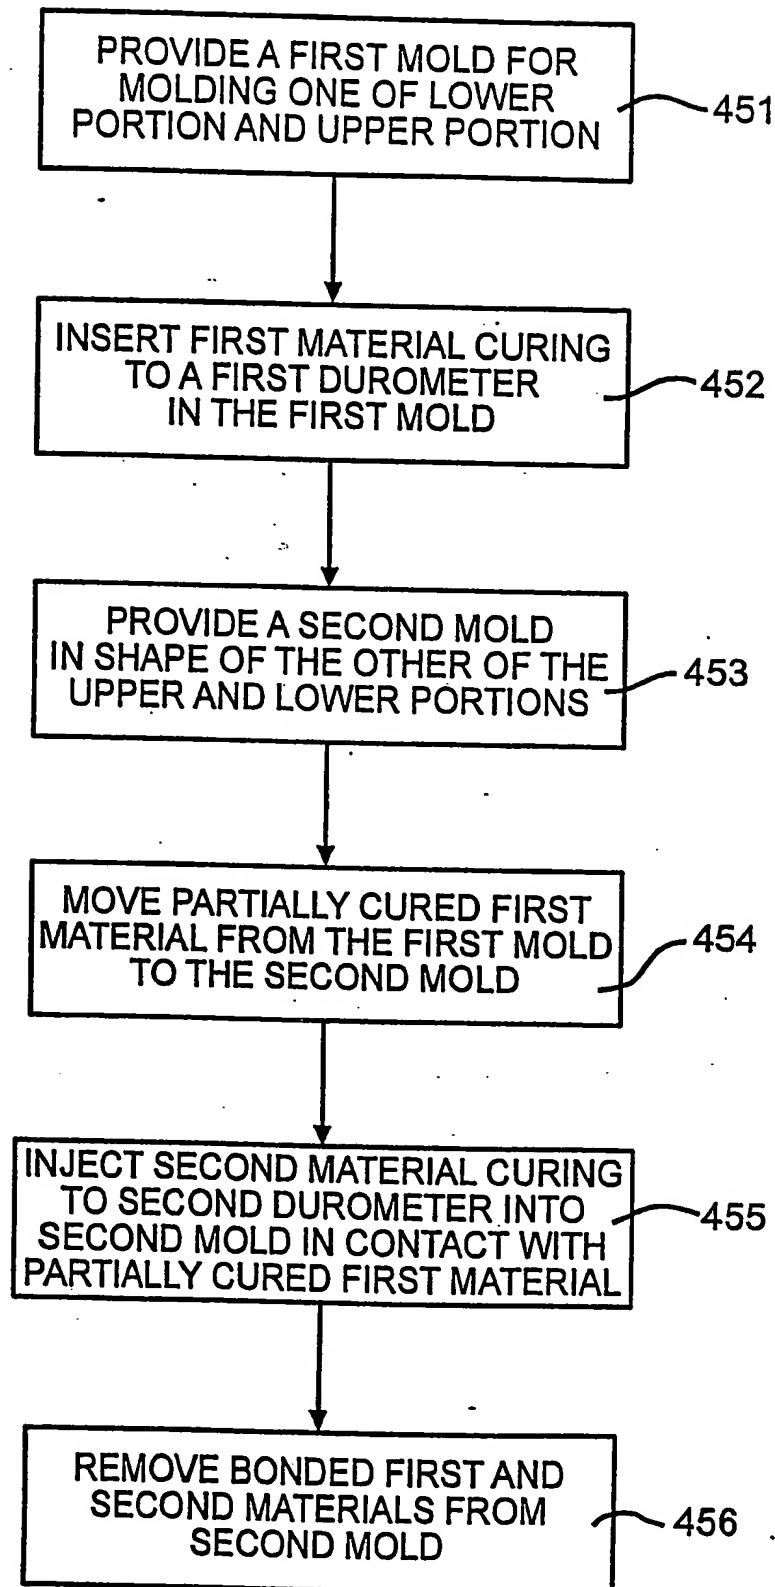 PROVIDE A FIRST MOLD FOR
MOLDING ONE OF LOWER
PORTION AND UPPER PORTION
451
INSERT FIRST MATERIAL CURING
TO A FIRST DUROMETER
IN THE FIRST MOLD
452
PROVIDE A SECOND MOLD
IN SHAPE OF THE OTHER OF THE
UPPER AND LOWER PORTIONS
453
MOVE PARTIALLY CURED FIRST
MATERIAL FROM THE FIRST MOLD
TO THE SECOND MOLD
454
INJECT SECOND MATERIAL CURING
TO SECOND DUROMETER INTO
SECOND MOLD IN CONTACT WITH
PARTIALLY CURED FIRST MATERIAL
455
REMOVE BONDED FIRST AND
SECOND MATERIALS FROM
SECOND MOLD
456